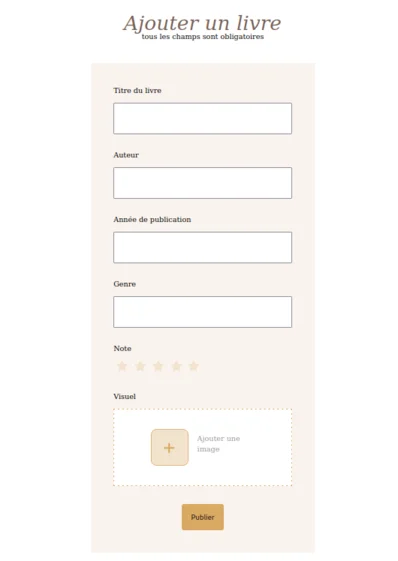 Ajouter un livre
tous les champs sont obligatoires
Titre du livre
Auteur
Année de publication
Genre
Note
Visuel
+
Ajouter une
image
Publier